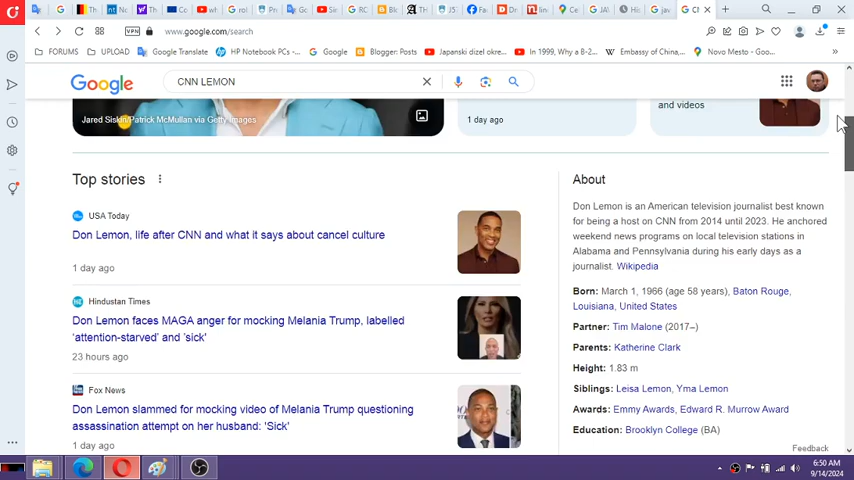 www.google.com/search
FORUMS
UPLOAD
Google Translate
HP Notebook PC -...
Google
Blogger: Posts
Japanski dizel okre...
In 1999, Why a B-2...
Embassy of China,...
Novo Mesto - Goo...
Google
CNN LEMON
Jared Siskin/Patrick McMullan via Getty Images
1 day ago
and videos
Top stories
USA Today
Don Lemon, life after CNN and what it says about cancel culture
1 day ago
Hindustan Times
Don Lemon faces MAGA anger for mocking Melania Trump, labelled
'attention-starved' and 'sick'
23 hours ago
Fox News
Don Lemon slammed for mocking video of Melania Trump questioning
assassination attempt on her husband: 'Sick'
1 day ago
About
Don Lemon is an American television journalist best known
for being a host on CNN from 2014 until 2023. He anchored
weekend news programs on local television stations in
Alabama and Pennsylvania during his early days as a
journalist. Wikipedia
Born: March 1, 1966 (age 58 years), Baton Rouge,
Louisiana, United States
Partner: Tim Malone (2017–)
Parents: Katherine Clark
Height: 1.83 m
Siblings: Leisa Lemon, Yma Lemon
Awards: Emmy Awards, Edward R. Murrow Award
Education: Brooklyn College (BA)
Feedback
6:50 AM
9/14/2024